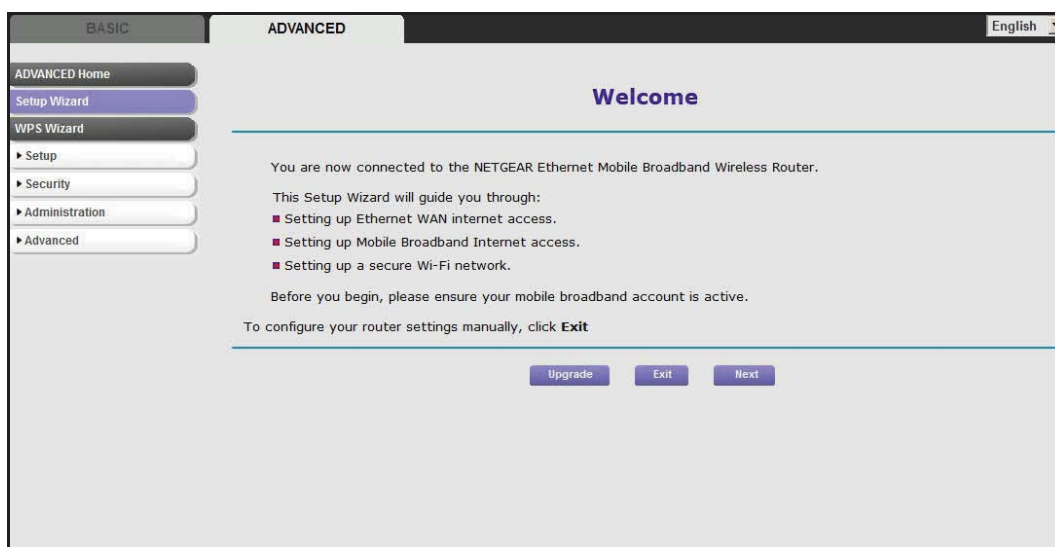 BASIC
ADVANCED
English
ADVANCED Home
Setup Wizard
WPS Wizard
Setup
Security
Administration
Advanced
Welcome
You are now connected to the NETGEAR Ethernet Mobile Broadband Wireless Router.
This Setup Wizard will guide you through:
Setting up Ethernet WAN internet access.
Setting up Mobile Broadband Internet access.
Setting up a secure Wi-Fi network.
Before you begin, please ensure your mobile broadband account is active.
To configure your router settings manually, click Exit
Upgrade
Exit
Next